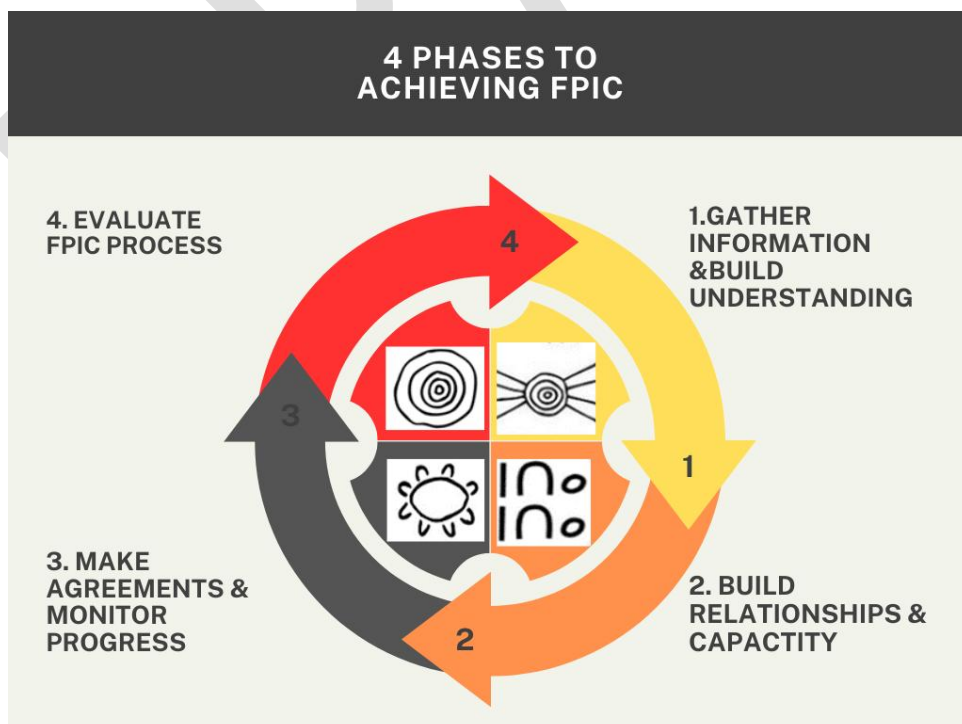 4 PHASES TO
ACHIEVING FPIC
4. EVALUATE
FPIC PROCESS
1.GATHER
INFORMATION
&BUILD
UNDERSTANDING
4
3
1
2
3. MAKE
AGREEMENTS &
MONITOR
PROGRESS
2. BUILD
RELATIONSHIPS &
CAPACTITY